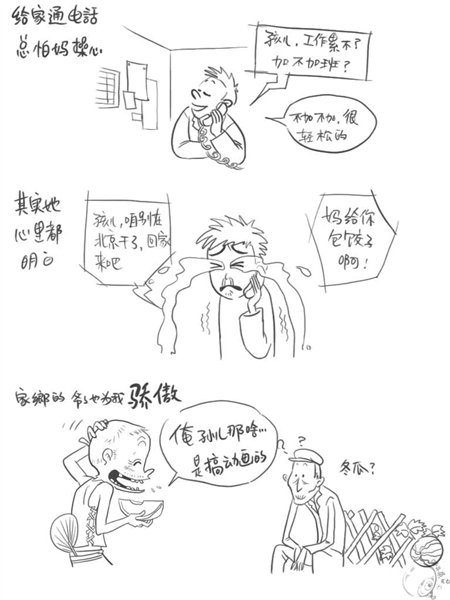 给家通电话
总怕妈操心
孩儿,工作累不?
加不加班?
不加不加,很
轻松的
其实她
心里都
明白
孩儿,咱别在
北京干了,回家
来吧
妈给你
包饺子
啊!
家鄉的爷爷也为我骄傲
俺孙儿那啥…
是搞动画的
?
?
冬瓜?